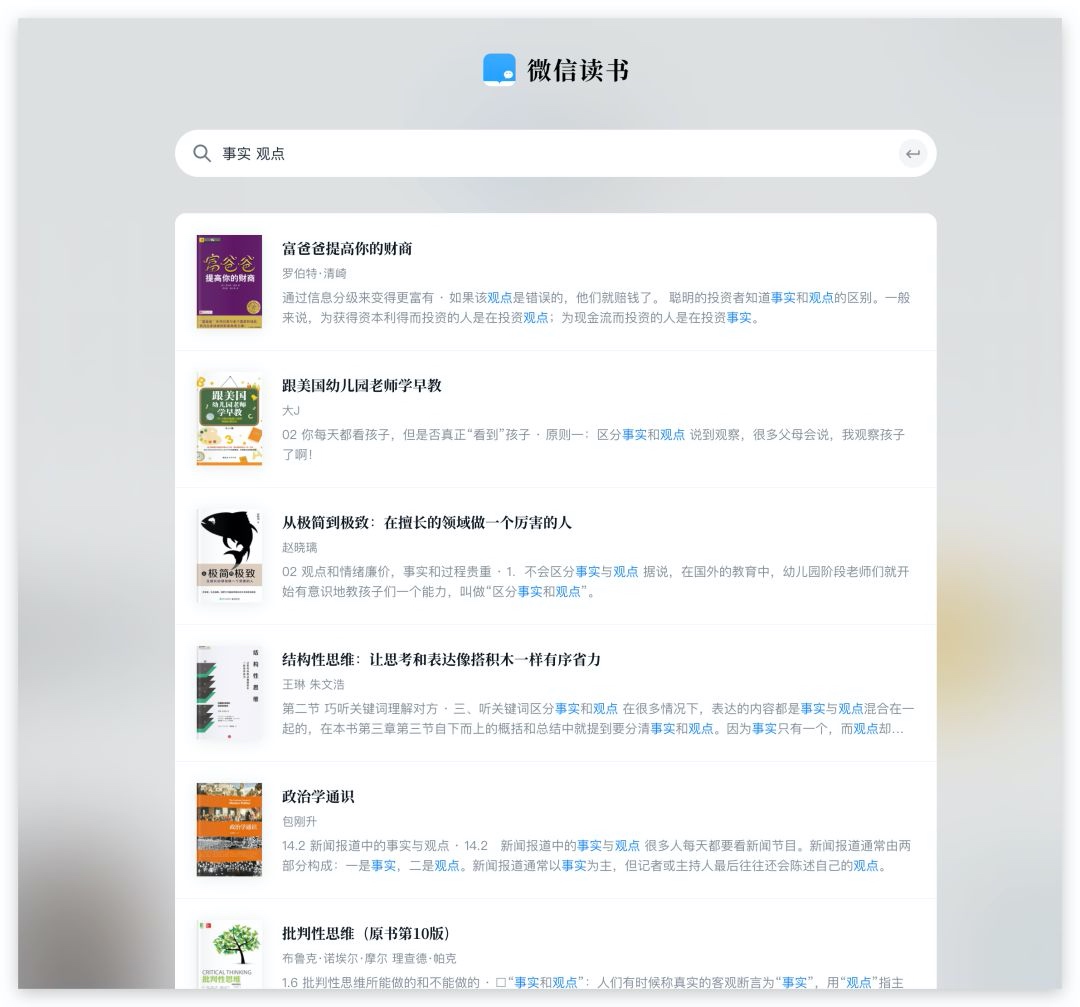 微信读书
事实 观点
富爸爸
提高你的财商
富爸爸提高你的财商
罗伯特·清崎
通过信息分级来变得更富有 · 如果该观点是错误的，他们就赔钱了。 聪明的投资者知道事实和观点的区别。一般
来说，为获得资本利得而投资的人是在投资观点；为现金流而投资的人是在投资事实。
跟美国
幼儿园老师
学早教
跟美国幼儿园老师学早教
大J
02 你每天都看孩子，但是否真正“看到”孩子 · 原则一：区分事实和观点 说到观察，很多父母会说，我观察孩子
了啊！
从极简到极致
从极简到极致：在擅长的领域做一个厉害的人
赵晓璃
02 观点和情绪廉价，事实和过程贵重 · 1. 不会区分事实与观点 据说，在国外的教育中，幼儿园阶段老师们就开
始有意识地教孩子们一个能力，叫做“区分事实和观点”。
结构性思维
结构性思维：让思考和表达像搭积木一样有序省力
王琳 朱文浩
第二节 巧听关键词理解对方 · 三、听关键词区分事实和观点 在很多情况下，表达的内容都是事实与观点混合在一
起的，在本书第三章第三节自下而上的概括和总结中就提到要分清事实和观点。因为事实只有一个，而观点却...
政治学通识
政治学通识
包刚升
14.2 新闻报道中的事实与观点 · 14.2 新闻报道中的事实与观点 很多人每天都要看新闻节目。新闻报道通常由两
部分构成：一是事实，二是观点。新闻报道通常以事实为主，但记者或主持人最后往往还会陈述自己的观点。
CRITICAL THINKING
批判性思维
批判性思维（原书第10版）
布鲁克·诺埃尔·摩尔 理查德·帕克
1.6 批判性思维所能做的和不能做的 · □“事实和观点”：人们有时候称真实的客观断言为“事实”，用“观点”指主